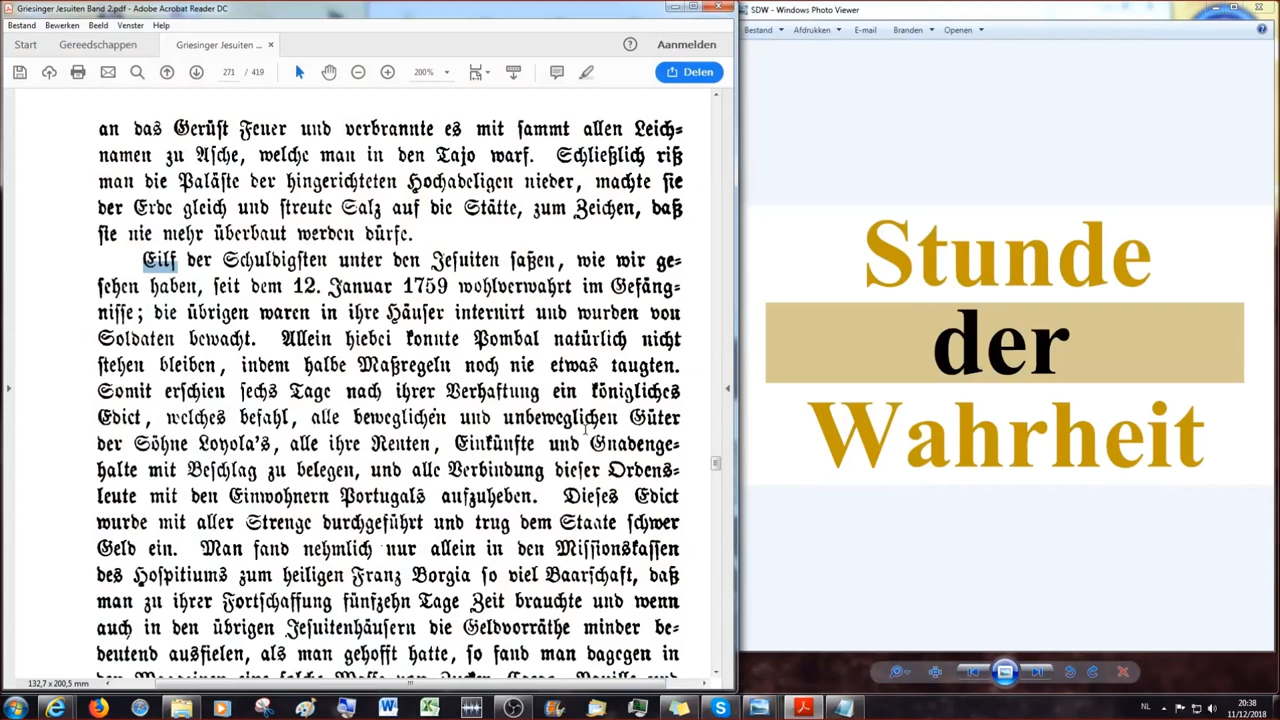 Griesinger Jesuiten Band 2.pdf - Adobe Acrobat Reader DC
Bestand Bewerken Beeld Venster Help
Start Gereedschappen Griesinger Jesuiten ... × Aanmelden
271 / 419 200% Delen
an das Gerüst Feuer und verbrannte es mit sammt allen Leich-
namen zu Asche, welche man in den Tajo warf. Schließlich riß
man die Paläste der hingerichteten Hochadeligen nieder, machte sie
der Erde gleich und streute Salz auf die Stätte, zum Zeichen, daß
sie nie mehr überbaut werden dürfe.
Eilf der Schuldigsten unter den Jesuiten saßen, wie wir ge-
sehen haben, seit dem 12. Januar 1759 wohlverwahrt im Gefäng-
nisse; die übrigen waren in ihre Häuser internirt und wurden von
Soldaten bewacht. Allein hiebei konnte Pombal natürlich nicht
stehen bleiben, indem halbe Maßregeln noch nie etwas taugten.
Somit erschien sechs Tage nach ihrer Verhaftung ein königliches
Edict, welches befahl, alle beweglichen und unbeweglichen Güter
der Söhne Loyola's, alle ihre Renten, Einkünfte und Gnadenge-
halte mit Beschlag zu belegen, und alle Verbindung dieser Ordens-
leute mit den Einwohnern Portugals aufzuheben. Dieses Edict
wurde mit aller Strenge durchgeführt und trug dem Staate schwer
Geld ein. Man fand nehmlich nur allein in den Missionskassen
des Hospitiums zum heiligen Franz Borgia so viel Baarschaft, daß
man zu ihrer Fortschaffung fünfzehn Tage Zeit brauchte und wenn
auch in den übrigen Jesuitenhäusern die Geldvorräthe minder be-
deutend ausfielen, als man gehofft hatte, so fand man dagegen in
132,7 x 200,5 mm
SDW - Windows Photo Viewer
Bestand Afdrukken E-mail Branden Openen
Stunde
der
Wahrheit
NL
20:38
11/12/2018